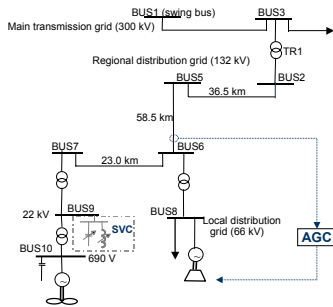 BUS1 (swing bus)
BUS3
Main transmission grid (300 kV)
TR1
Regional distribution grid (132 kV)
BUS5
BUS2
36.5 km
58.5 km
BUS7
BUS6
23.0 km
BUS9
22 kV
SVC
BUS8
Local distribution
grid (66 kV)
AGC
BUS10
690 V